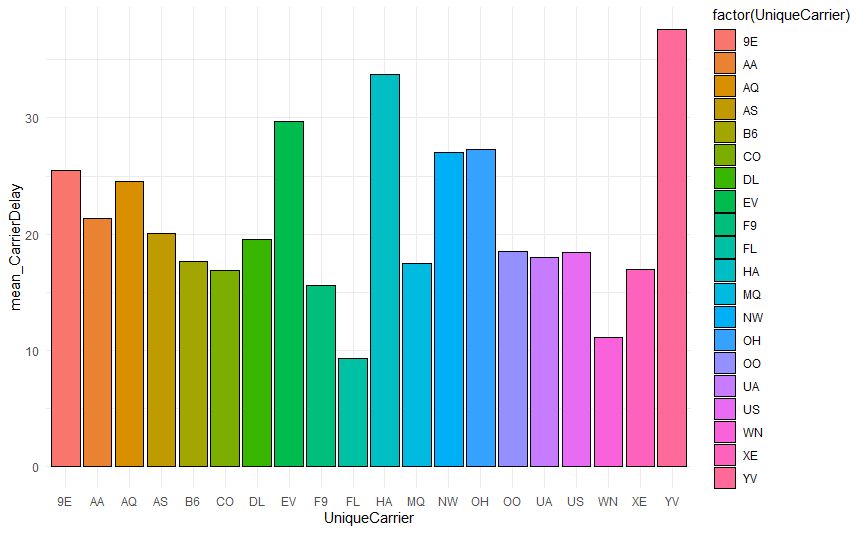 factor(UniqueCarrier)
9E
AA
AQ
AS
B6
CO
DL
EV
F9
FL
HA
MQ
NW
OH
OO
UA
US
WN
XE
YV
mean_CarrierDelay
30
20
10
0
9E AA AQ AS B6 CO DL EV F9 FL HA MQ NW OH OO UA US WN XE YV
UniqueCarrier